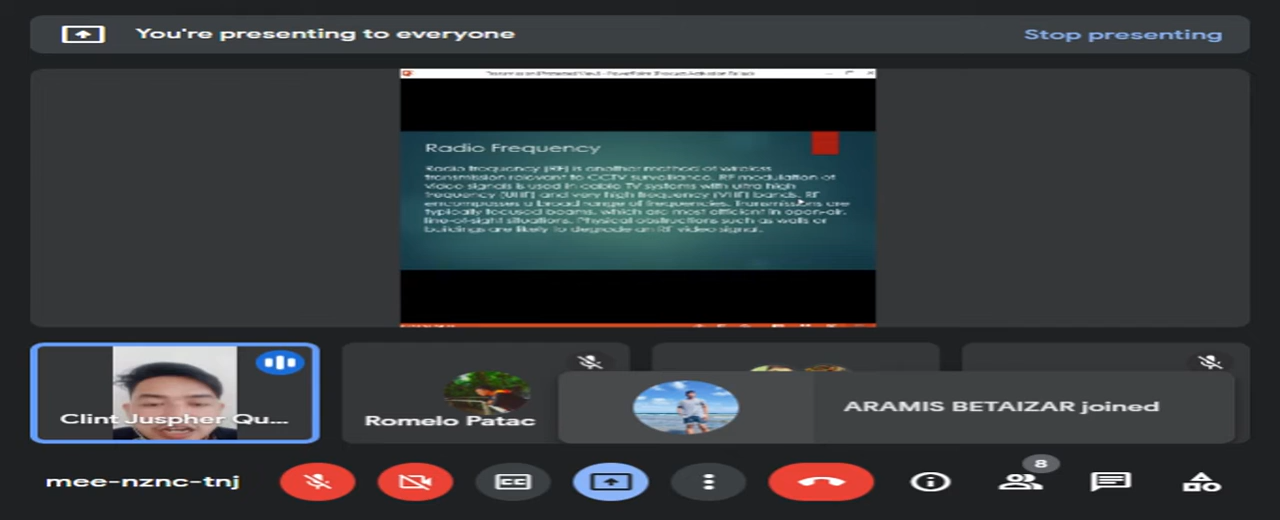 You're presenting to everyone
Stop presenting
Radio Frequency
Radio frequency (RF) is another method of wireless
transmission relevant to CCTV surveillance. RF modulation of
video signals is used in cable TV systems with ultra high
frequency (UHF) and very high frequency (VHF) bands. RF
encompasses a broad range of frequencies. Transmissions are
typically focused beams, which are most efficient in open-air,
line-of-sight situations. Physical obstructions such as walls or
buildings are likely to degrade an RF video signal.
Clint Juspher Qu...
Romelo Patac
ARAMIS BETAIZAR joined
mee-nznc-tnj
CC
8